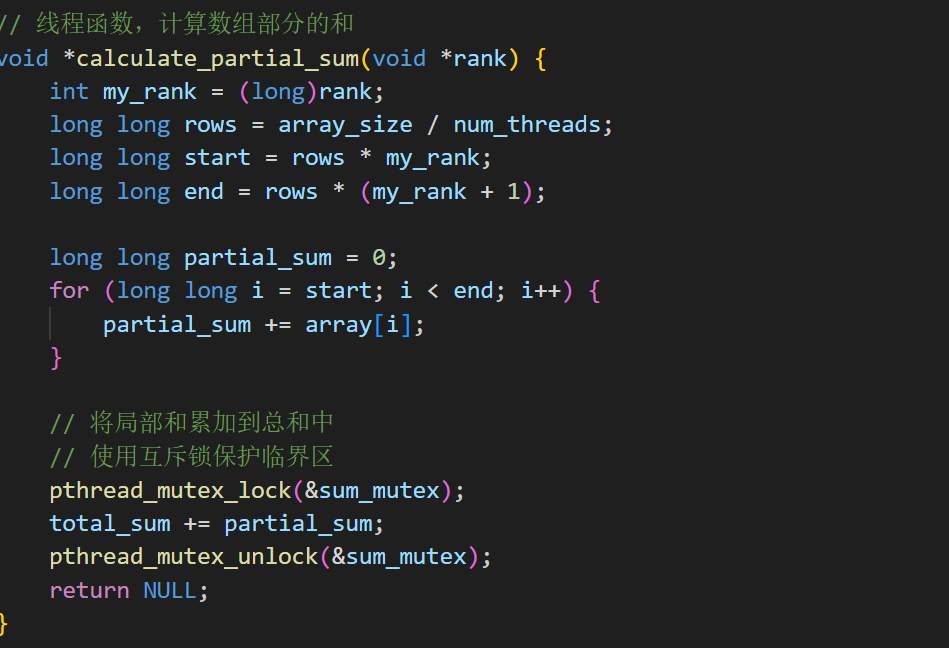 // 线程函数，计算数组部分的和
void *calculate_partial_sum(void *rank) {
    int my_rank = (long)rank;
    long long rows = array_size / num_threads;
    long long start = rows * my_rank;
    long long end = rows * (my_rank + 1);

    long long partial_sum = 0;
    for (long long i = start; i < end; i++) {
        partial_sum += array[i];
    }

    // 将局部和累加到总和中
    // 使用互斥锁保护临界区
    pthread_mutex_lock(&sum_mutex);
    total_sum += partial_sum;
    pthread_mutex_unlock(&sum_mutex);
    return NULL;
}